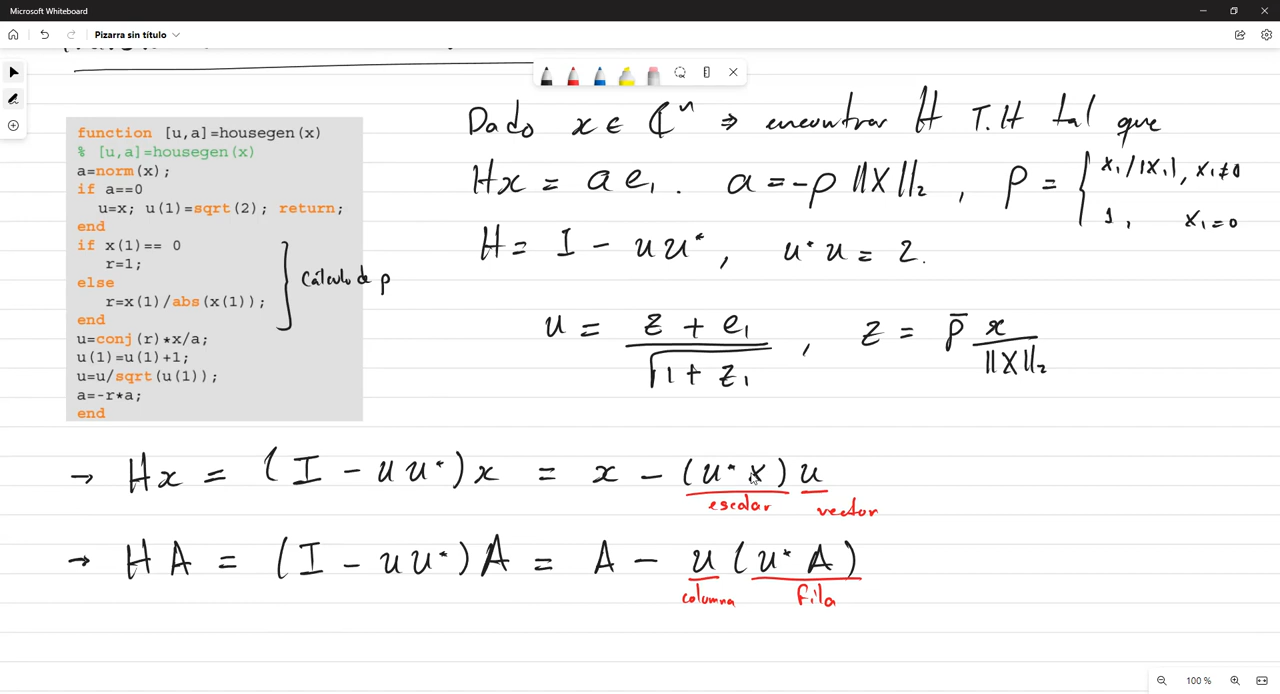 Microsoft Whiteboard
Pizarra sin título
function [u,a]=housegen(x)
% [u,a]=housegen(x)
a=norm(x);
if a==0
u=x; u(1)=sqrt(2); return;
end
if x(1)== 0
r=1;
else
r=x(1)/abs(x(1));
end
u=conj(r)*x/a;
u(1)=u(1)+1;
u=u/sqrt(u(1));
a=-r*a;
end
Cálculo de ρ
Dado x ∈ ℂⁿ ⇒ encontrar H T.H tal que
Hx = a e₁. a = -ρ ||X||₂, ρ = { x₁/|X₁|, x₁≠0
1, x₁=0
H = I - u u*, u*u = 2.
u = (z + e₁)/√(1 + z₁), z = ρ̄ x/||X||₂
→ Hx = (I - u u*)x = x - (u* x) u
escalar vector
→ HA = (I - u u*)A = A - u (u* A)
columna fila
100 %